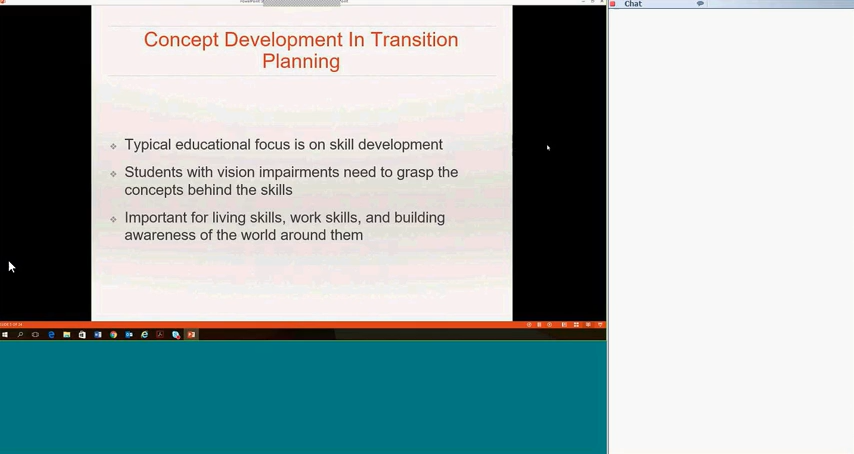 Chat
Concept Development In Transition
Planning
Typical educational focus is on skill development
Students with vision impairments need to grasp the
concepts behind the skills
Important for living skills, work skills, and building
awareness of the world around them